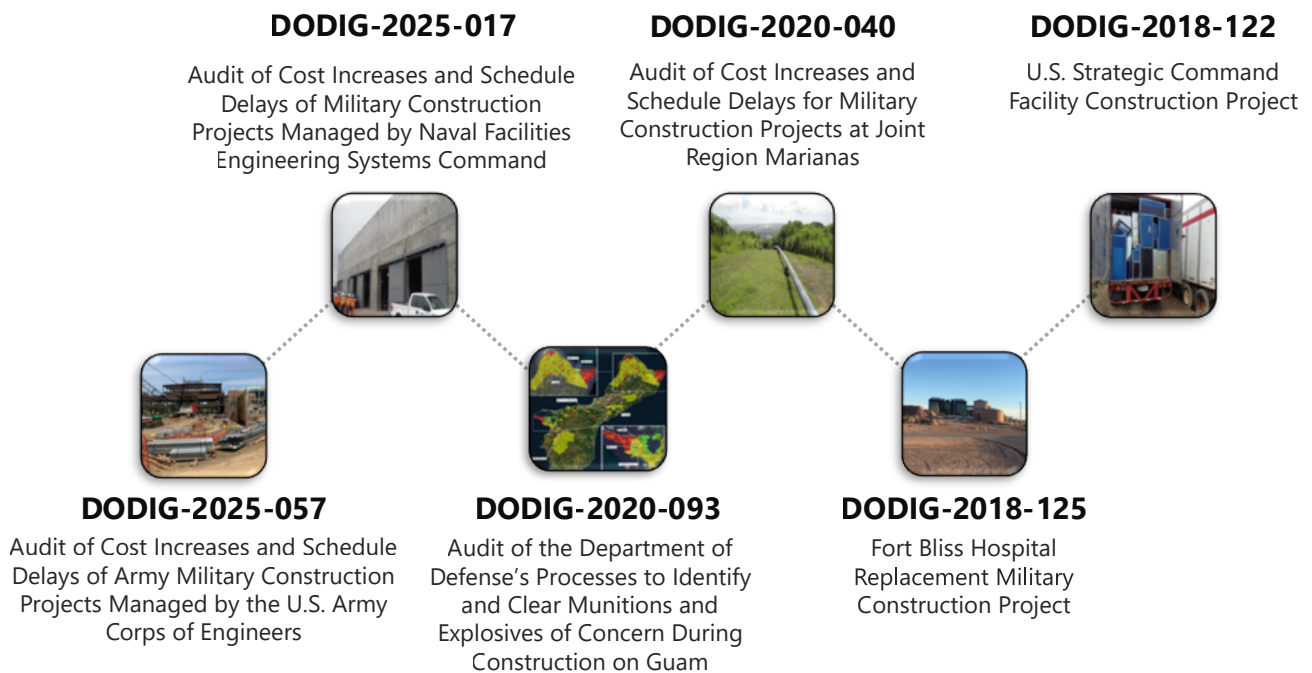 DODIG-2025-017
Audit of Cost Increases and Schedule
Delays of Military Construction
Projects Managed by Naval Facilities
Engineering Systems Command
DODIG-2020-040
Audit of Cost Increases and
Schedule Delays for Military
Construction Projects at Joint
Region Marianas
DODIG-2018-122
U.S. Strategic Command
Facility Construction Project
DODIG-2025-057
Audit of Cost Increases and Schedule
Delays of Army Military Construction
Projects Managed by the U.S. Army
Corps of Engineers
DODIG-2020-093
Audit of the Department of
Defense’s Processes to Identify
and Clear Munitions and
Explosives of Concern During
Construction on Guam
DODIG-2018-125
Fort Bliss Hospital
Replacement Military
Construction Project